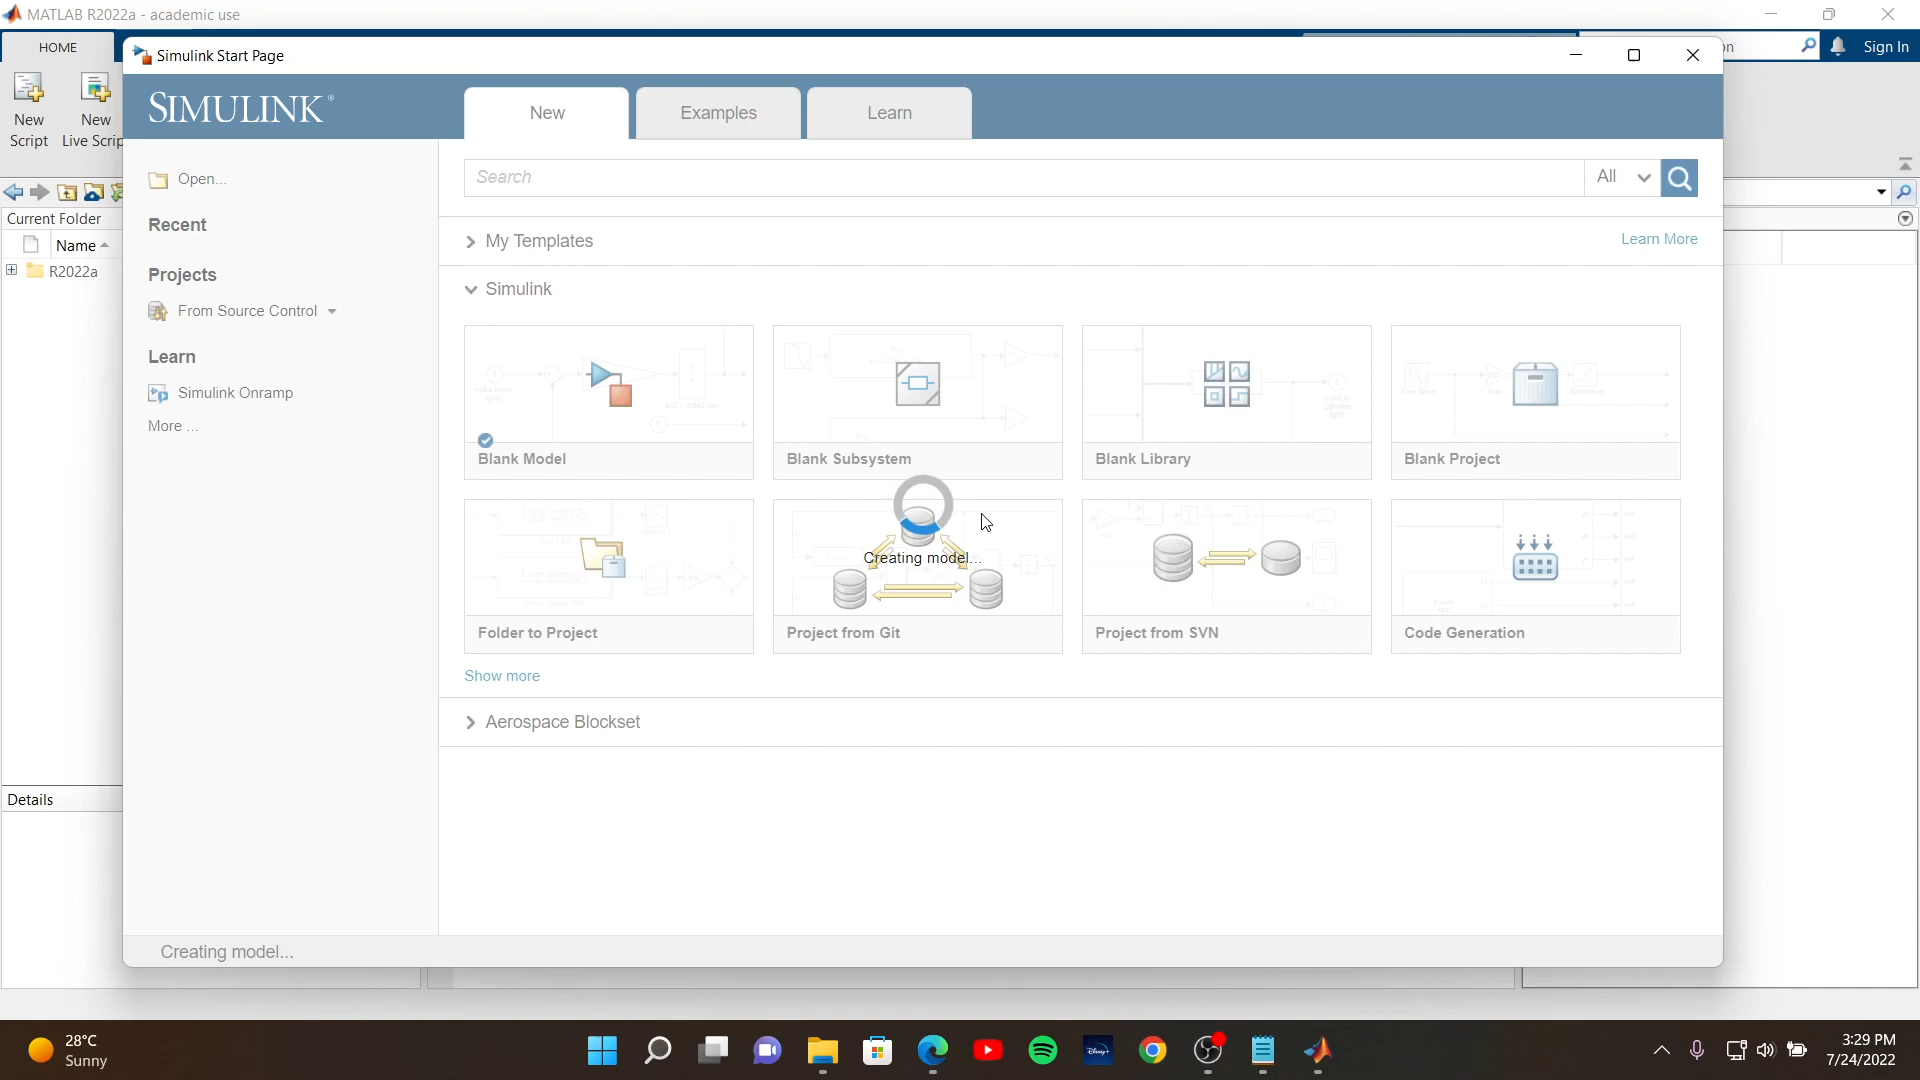 MATLAB R2022a - academic use
HOME
Simulink Start Page
on
Sign In
New
Script
New
Live Scrip
SIMULINK®
New
Examples
Learn
Open...
Search
All
Recent
Current Folder
My Templates
Learn More
Name
Projects
R2022a
Simulink
From Source Control
Learn
Simulink Onramp
More ...
Blank Model
Blank Subsystem
Blank Library
Blank Project
Creating model...
Folder to Project
Project from Git
Project from SVN
Code Generation
Show more
Aerospace Blockset
Details
Creating model...
28°C
Sunny
Disney+
3:29 PM
7/24/2022